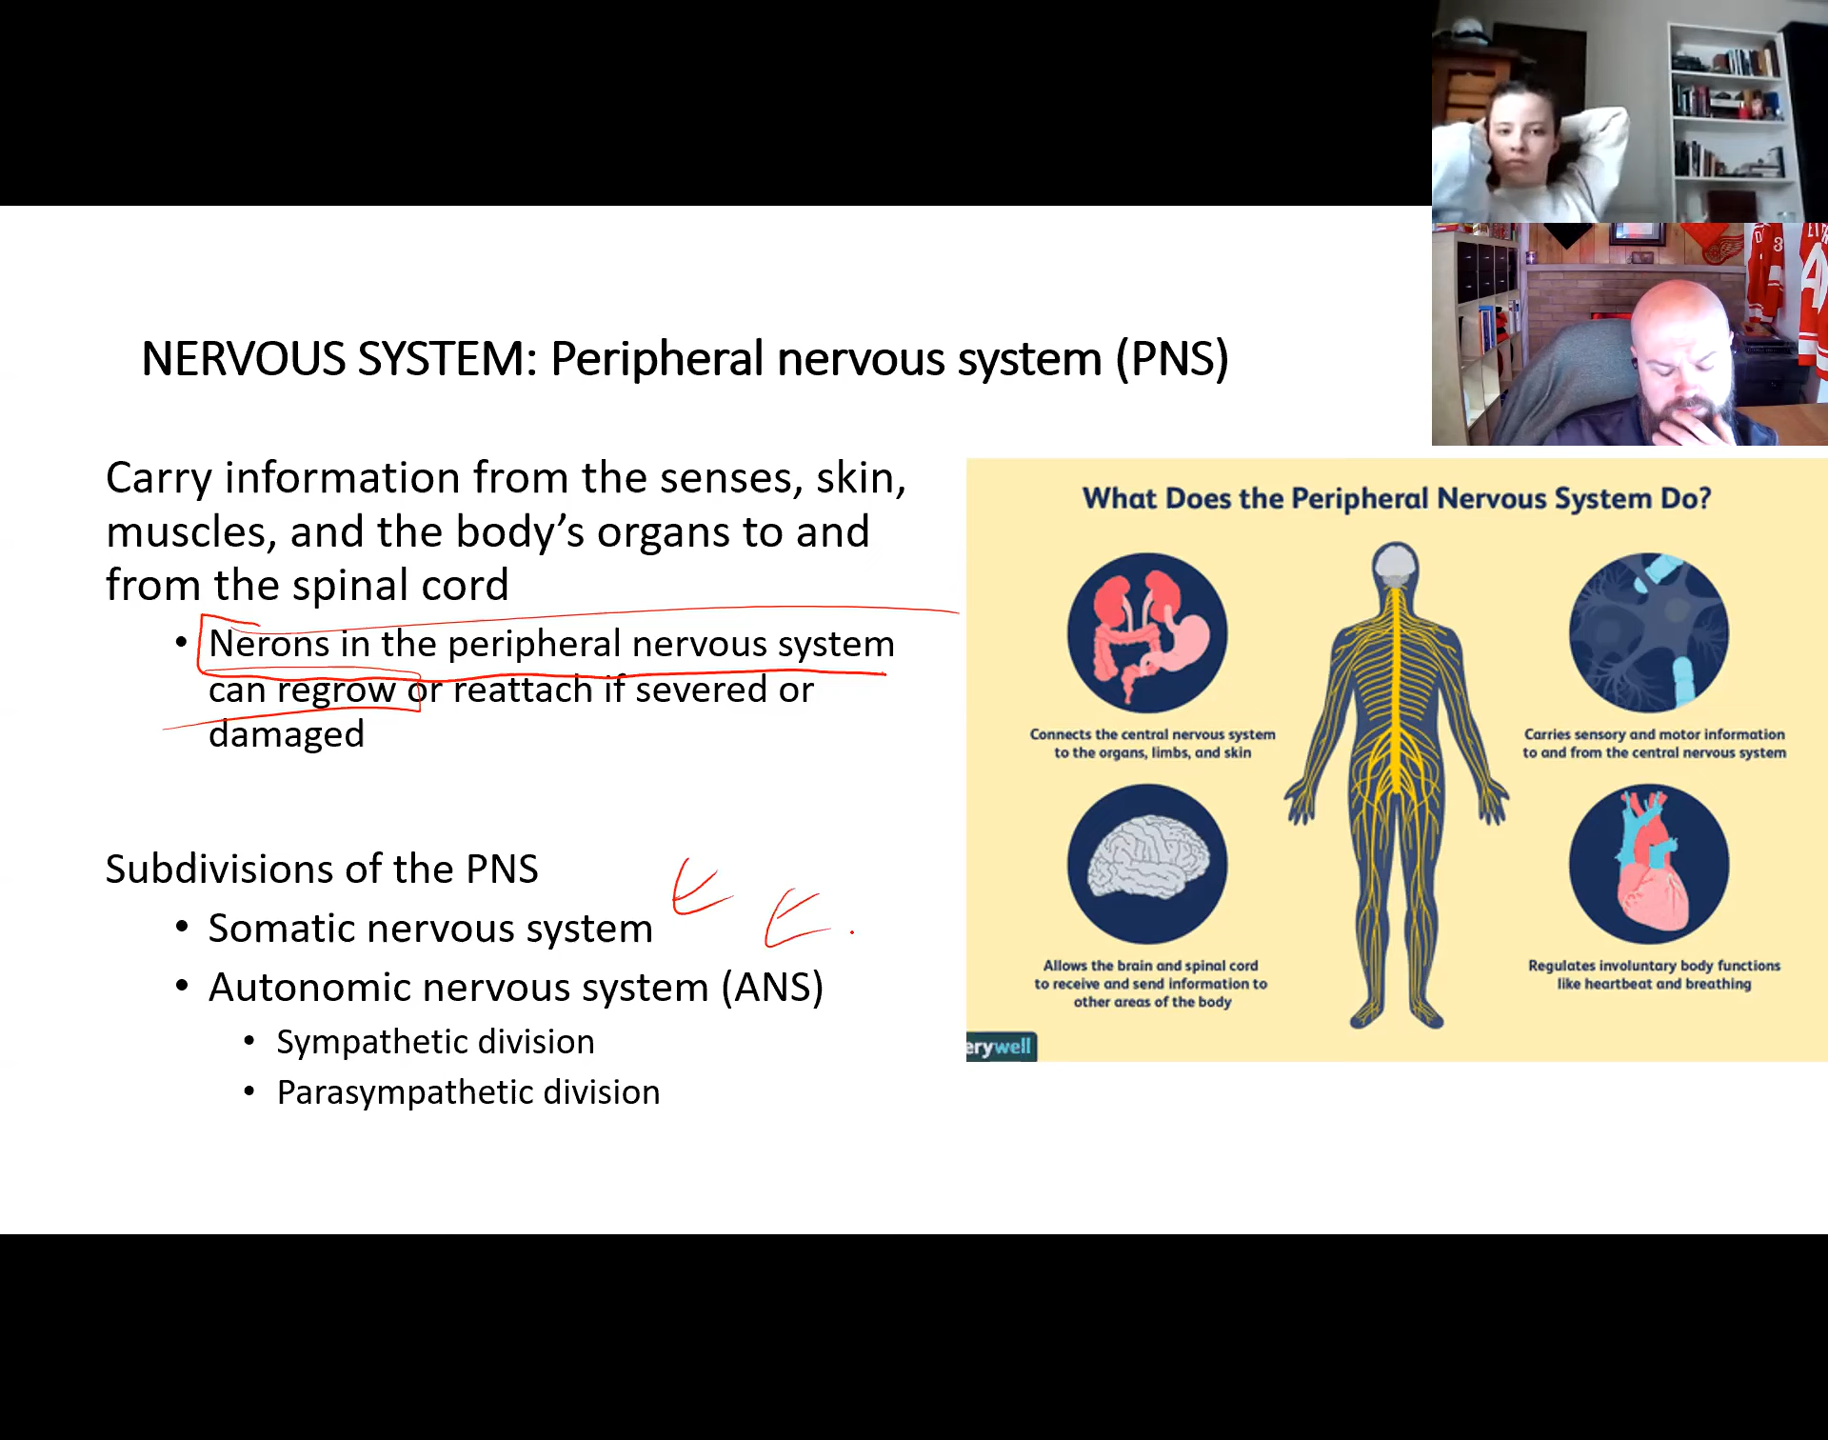 NERVOUS SYSTEM: Peripheral nervous system (PNS)
Carry information from the senses, skin,
muscles, and the body's organs to and
from the spinal cord
• Nerons in the peripheral nervous system
can regrow or reattach if severed or
damaged
Subdivisions of the PNS
• Somatic nervous system
• Autonomic nervous system (ANS)
• Sympathetic division
• Parasympathetic division
What Does the Peripheral Nervous System Do?
Connects the central nervous system
to the organs, limbs, and skin
Carries sensory and motor information
to and from the central nervous system
Allows the brain and spinal cord
to receive and send information to
other areas of the body
Regulates involuntary body functions
like heartbeat and breathing
erywell